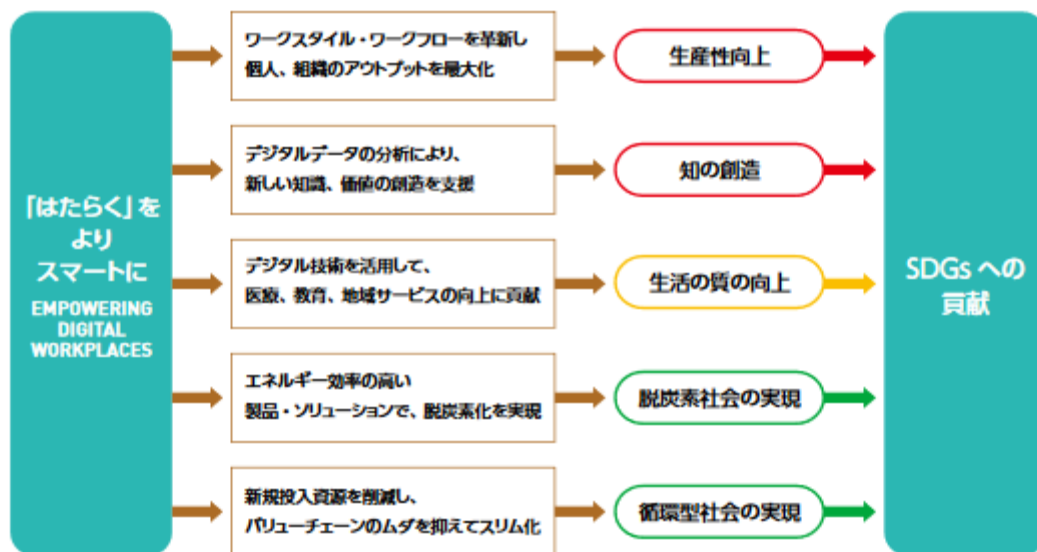 「はたらく」を
より
スマートに
EMPOWERING
DIGITAL
WORKPLACES
ワークスタイル・ワークフローを革新し
個人、組織のアウトプットを最大化
生産性向上
デジタルデータの分析により、
新しい知識、価値の創造を支援
知の創造
デジタル技術を活用して、
医療、教育、地域サービスの向上に貢献
生活の質の向上
エネルギー効率の高い
製品・ソリューションで、脱炭素化を実現
脱炭素社会の実現
新規投入資源を削減し、
バリューチェーンのムダを抑えてスリム化
循環型社会の実現
SDGs への
貢献